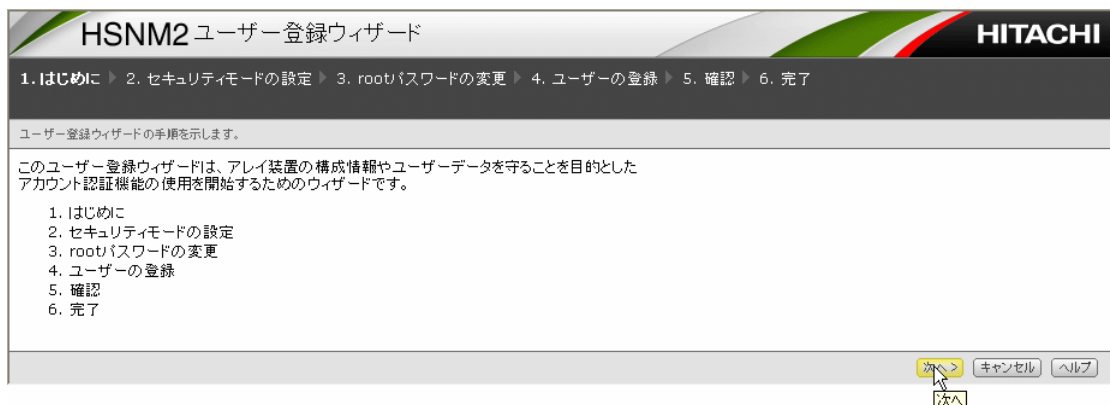 HSNM2 ユーザー登録ウィザード
HITACHI
1. はじめに ▶ 2. セキュリティモードの設定 ▶ 3. rootパスワードの変更 ▶ 4. ユーザーの登録 ▶ 5. 確認 ▶ 6. 完了
ユーザー登録ウィザードの手順を示します。
このユーザー登録ウィザードは、アレイ装置の構成情報やユーザーデータを守ることを目的とした
アカウント認証機能の使用を開始するためのウィザードです。
1. はじめに
2. セキュリティモードの設定
3. rootパスワードの変更
4. ユーザーの登録
5. 確認
6. 完了
次へ > キャンセル ヘルプ
次へ